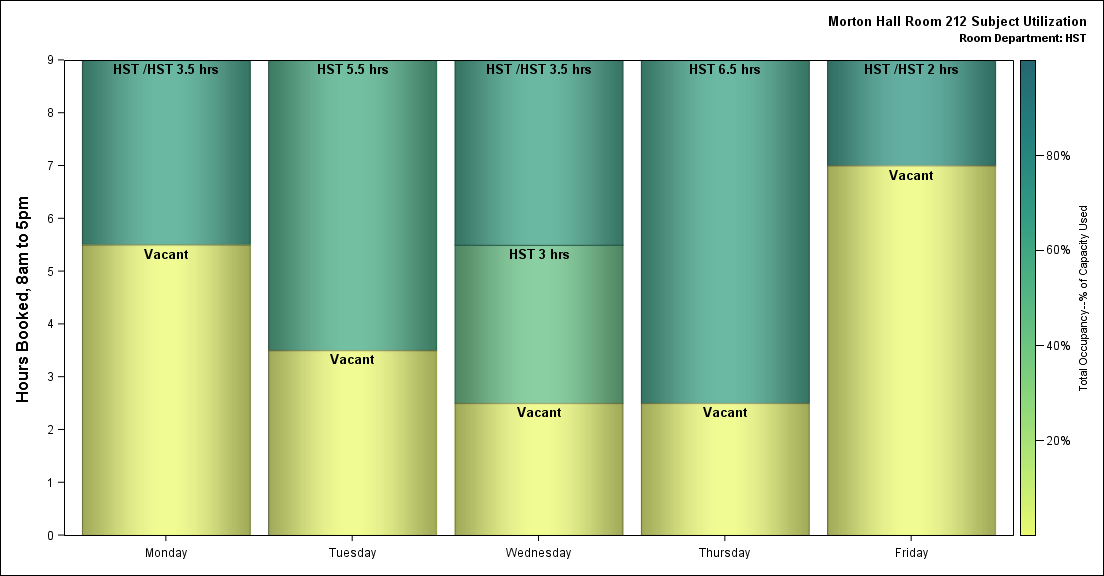 Morton Hall Room 212 Subject Utilization
Room Department: HST
Hours Booked, 8am to 5pm
9
8
7
6
5
4
3
2
1
0
HST /HST 3.5 hrs
Vacant
HST 5.5 hrs
Vacant
HST /HST 3.5 hrs
HST 3 hrs
Vacant
HST 6.5 hrs
Vacant
HST /HST 2 hrs
Vacant
Monday
Tuesday
Wednesday
Thursday
Friday
80%
60%
40%
20%
Total Occupancy--% of Capacity Used